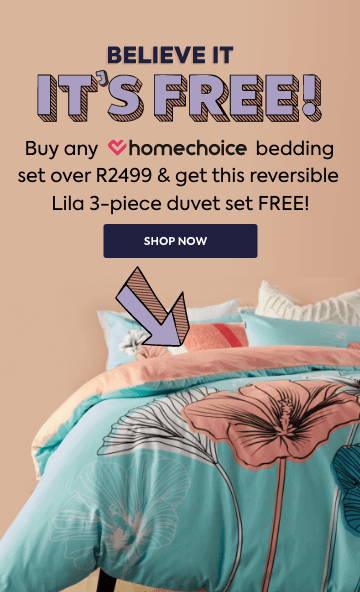 BELIEVE IT
IT'S FREE!
Buy any homechoice bedding
set over R2499 & get this reversible
Lila 3-piece duvet set FREE!
SHOP NOW